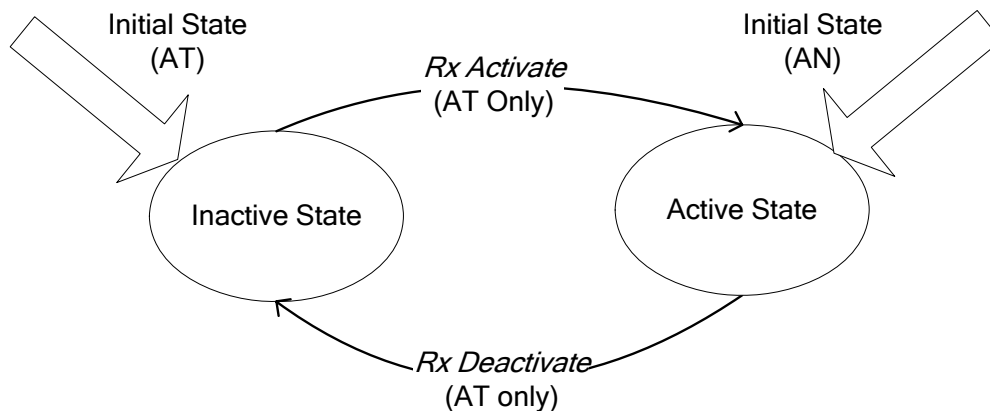 Initial State
(AT)
Initial State
(AN)
Rx Activate
(AT Only)
Inactive State
Active State
Rx Deactivate
(AT only)